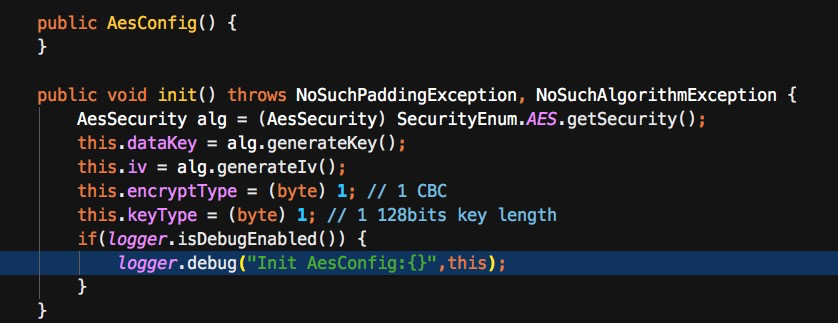 public AesConfig() {
}
public void init() throws NoSuchPaddingException, NoSuchAlgorithmException {
AesSecurity alg = (AesSecurity) SecurityEnum.AES.getSecurity();
this.dataKey = alg.generateKey();
this.iv = alg.generateIv();
this.encryptType = (byte) 1; // 1 CBC
this.keyType = (byte) 1; // 1 128bits key length
if(logger.isDebugEnabled()) {
logger.debug("Init AesConfig:{}",this);
}
}